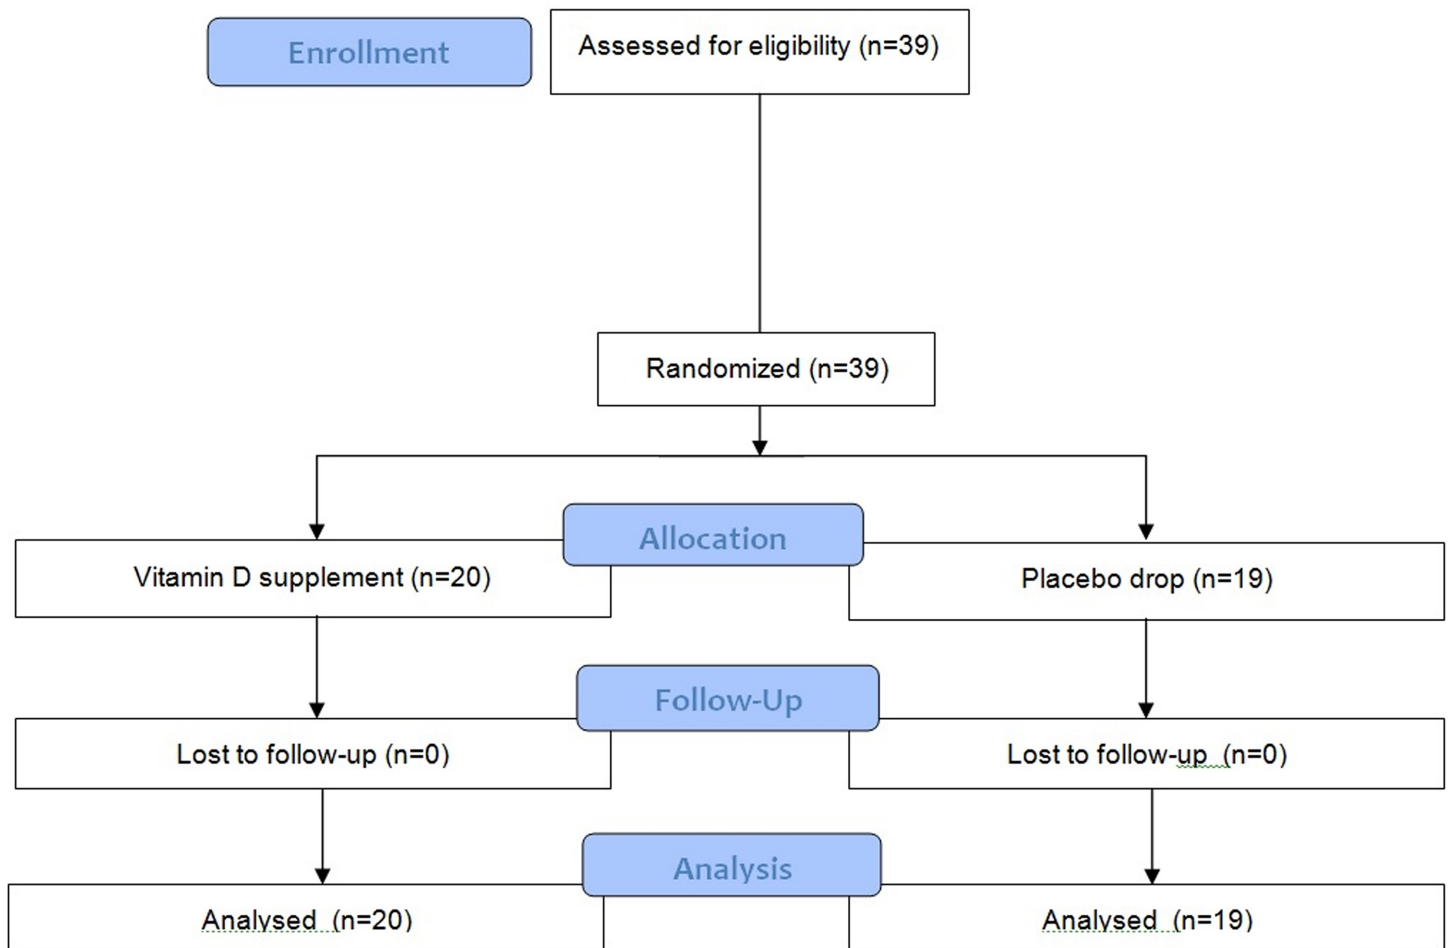 Enrollment
Assessed for eligibility (n=39)
Randomized (n=39)
Allocation
Vitamin D supplement (n=20)
Placebo drop (n=19)
Follow-Up
Lost to follow-up (n=0)
Lost to follow-up (n=0)
Analysis
Analysed (n=20)
Analysed (n=19)